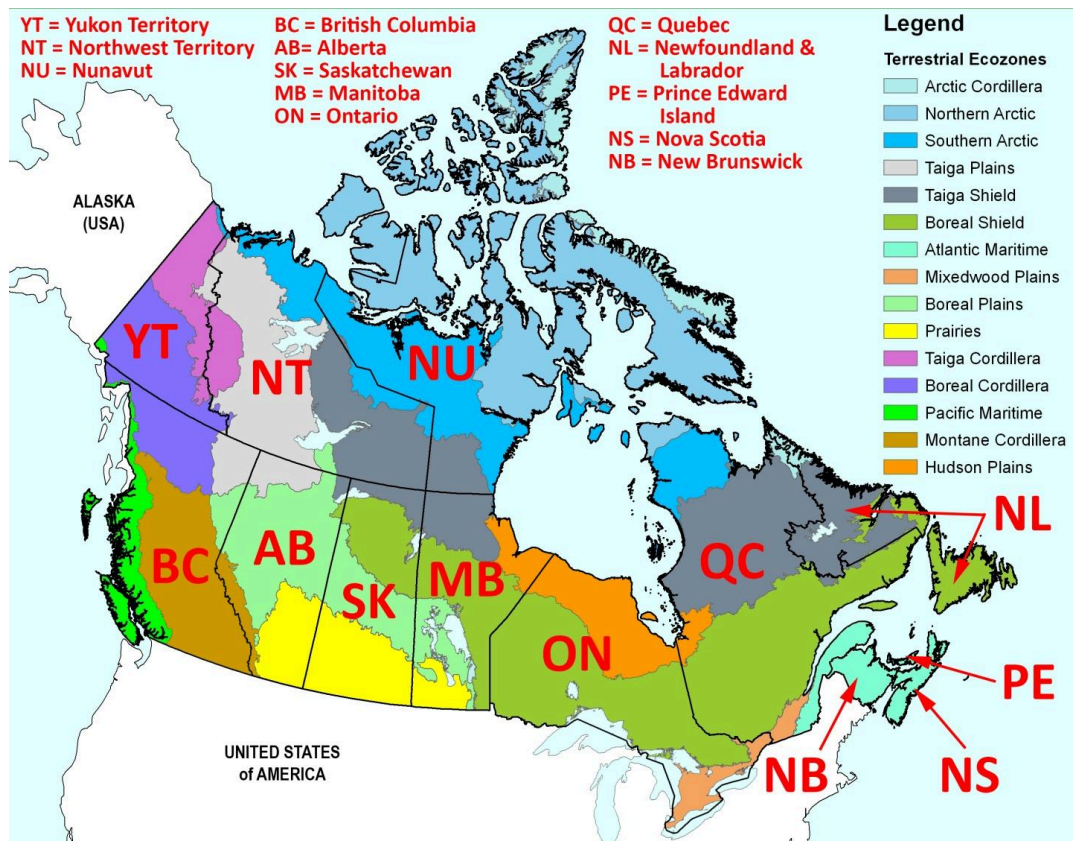 YT = Yukon Territory
NT = Northwest Territory
NU = Nunavut
BC = British Columbia
AB= Alberta
SK = Saskatchewan
MB = Manitoba
ON = Ontario
QC = Quebec
NL = Newfoundland &
Labrador
PE = Prince Edward
Island
NS = Nova Scotia
NB = New Brunswick
Legend
Terrestrial Ecozones
Arctic Cordillera
Northern Arctic
Southern Arctic
Taiga Plains
Taiga Shield
Boreal Shield
Atlantic Maritime
Mixedwood Plains
Boreal Plains
Prairies
Taiga Cordillera
Boreal Cordillera
Pacific Maritime
Montane Cordillera
Hudson Plains
ALASKA
(USA)
YT
NT
NU
NL
BC
AB
SK
MB
ON
QC
PE
NB
NS
UNITED STATES
of AMERICA